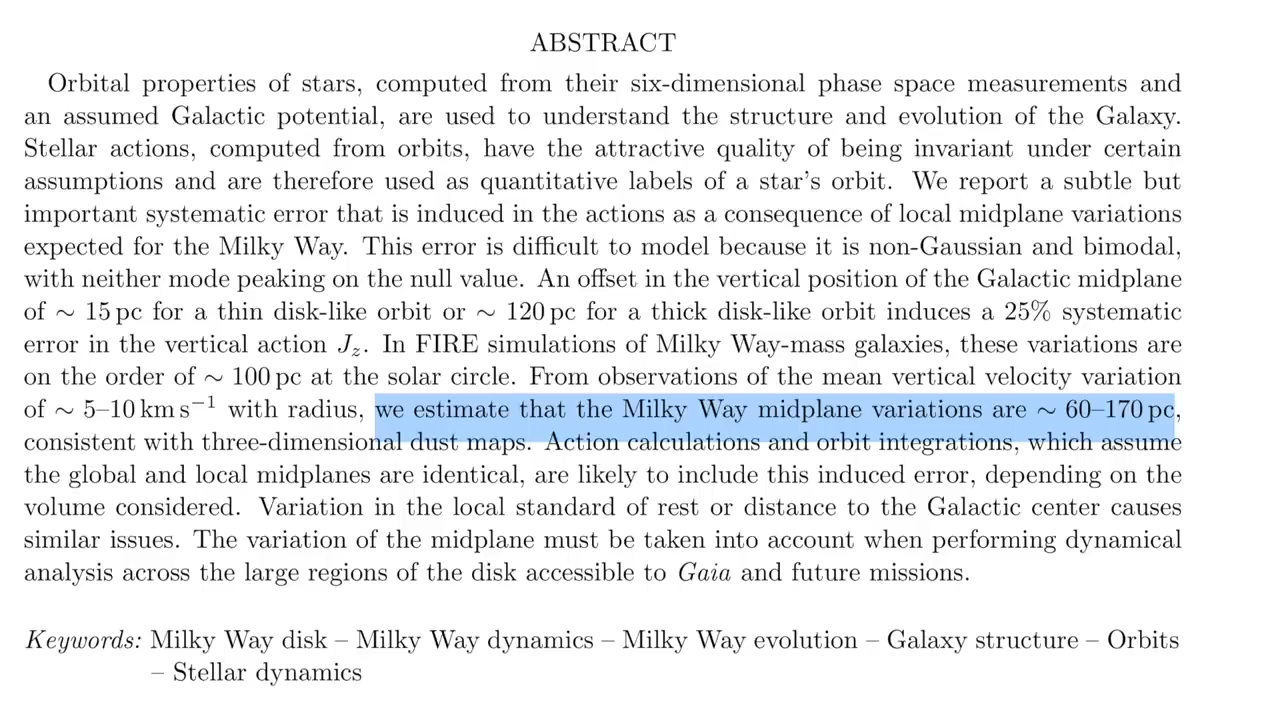 ABSTRACT
Orbital properties of stars, computed from their six-dimensional phase space measurements and
an assumed Galactic potential, are used to understand the structure and evolution of the Galaxy.
Stellar actions, computed from orbits, have the attractive quality of being invariant under certain
assumptions and are therefore used as quantitative labels of a star's orbit. We report a subtle but
important systematic error that is induced in the actions as a consequence of local midplane variations
expected for the Milky Way. This error is difficult to model because it is non-Gaussian and bimodal,
with neither mode peaking on the null value. An offset in the vertical position of the Galactic midplane
of ∼ 15 pc for a thin disk-like orbit or ∼ 120 pc for a thick disk-like orbit induces a 25% systematic
error in the vertical action J_z. In FIRE simulations of Milky Way-mass galaxies, these variations are
on the order of ∼ 100 pc at the solar circle. From observations of the mean vertical velocity variation
of ∼ 5–10 km s⁻¹ with radius, we estimate that the Milky Way midplane variations are ∼ 60–170 pc,
consistent with three-dimensional dust maps. Action calculations and orbit integrations, which assume
the global and local midplanes are identical, are likely to include this induced error, depending on the
volume considered. Variation in the local standard of rest or distance to the Galactic center causes
similar issues. The variation of the midplane must be taken into account when performing dynamical
analysis across the large regions of the disk accessible to Gaia and future missions.
Keywords: Milky Way disk – Milky Way dynamics – Milky Way evolution – Galaxy structure – Orbits
– Stellar dynamics